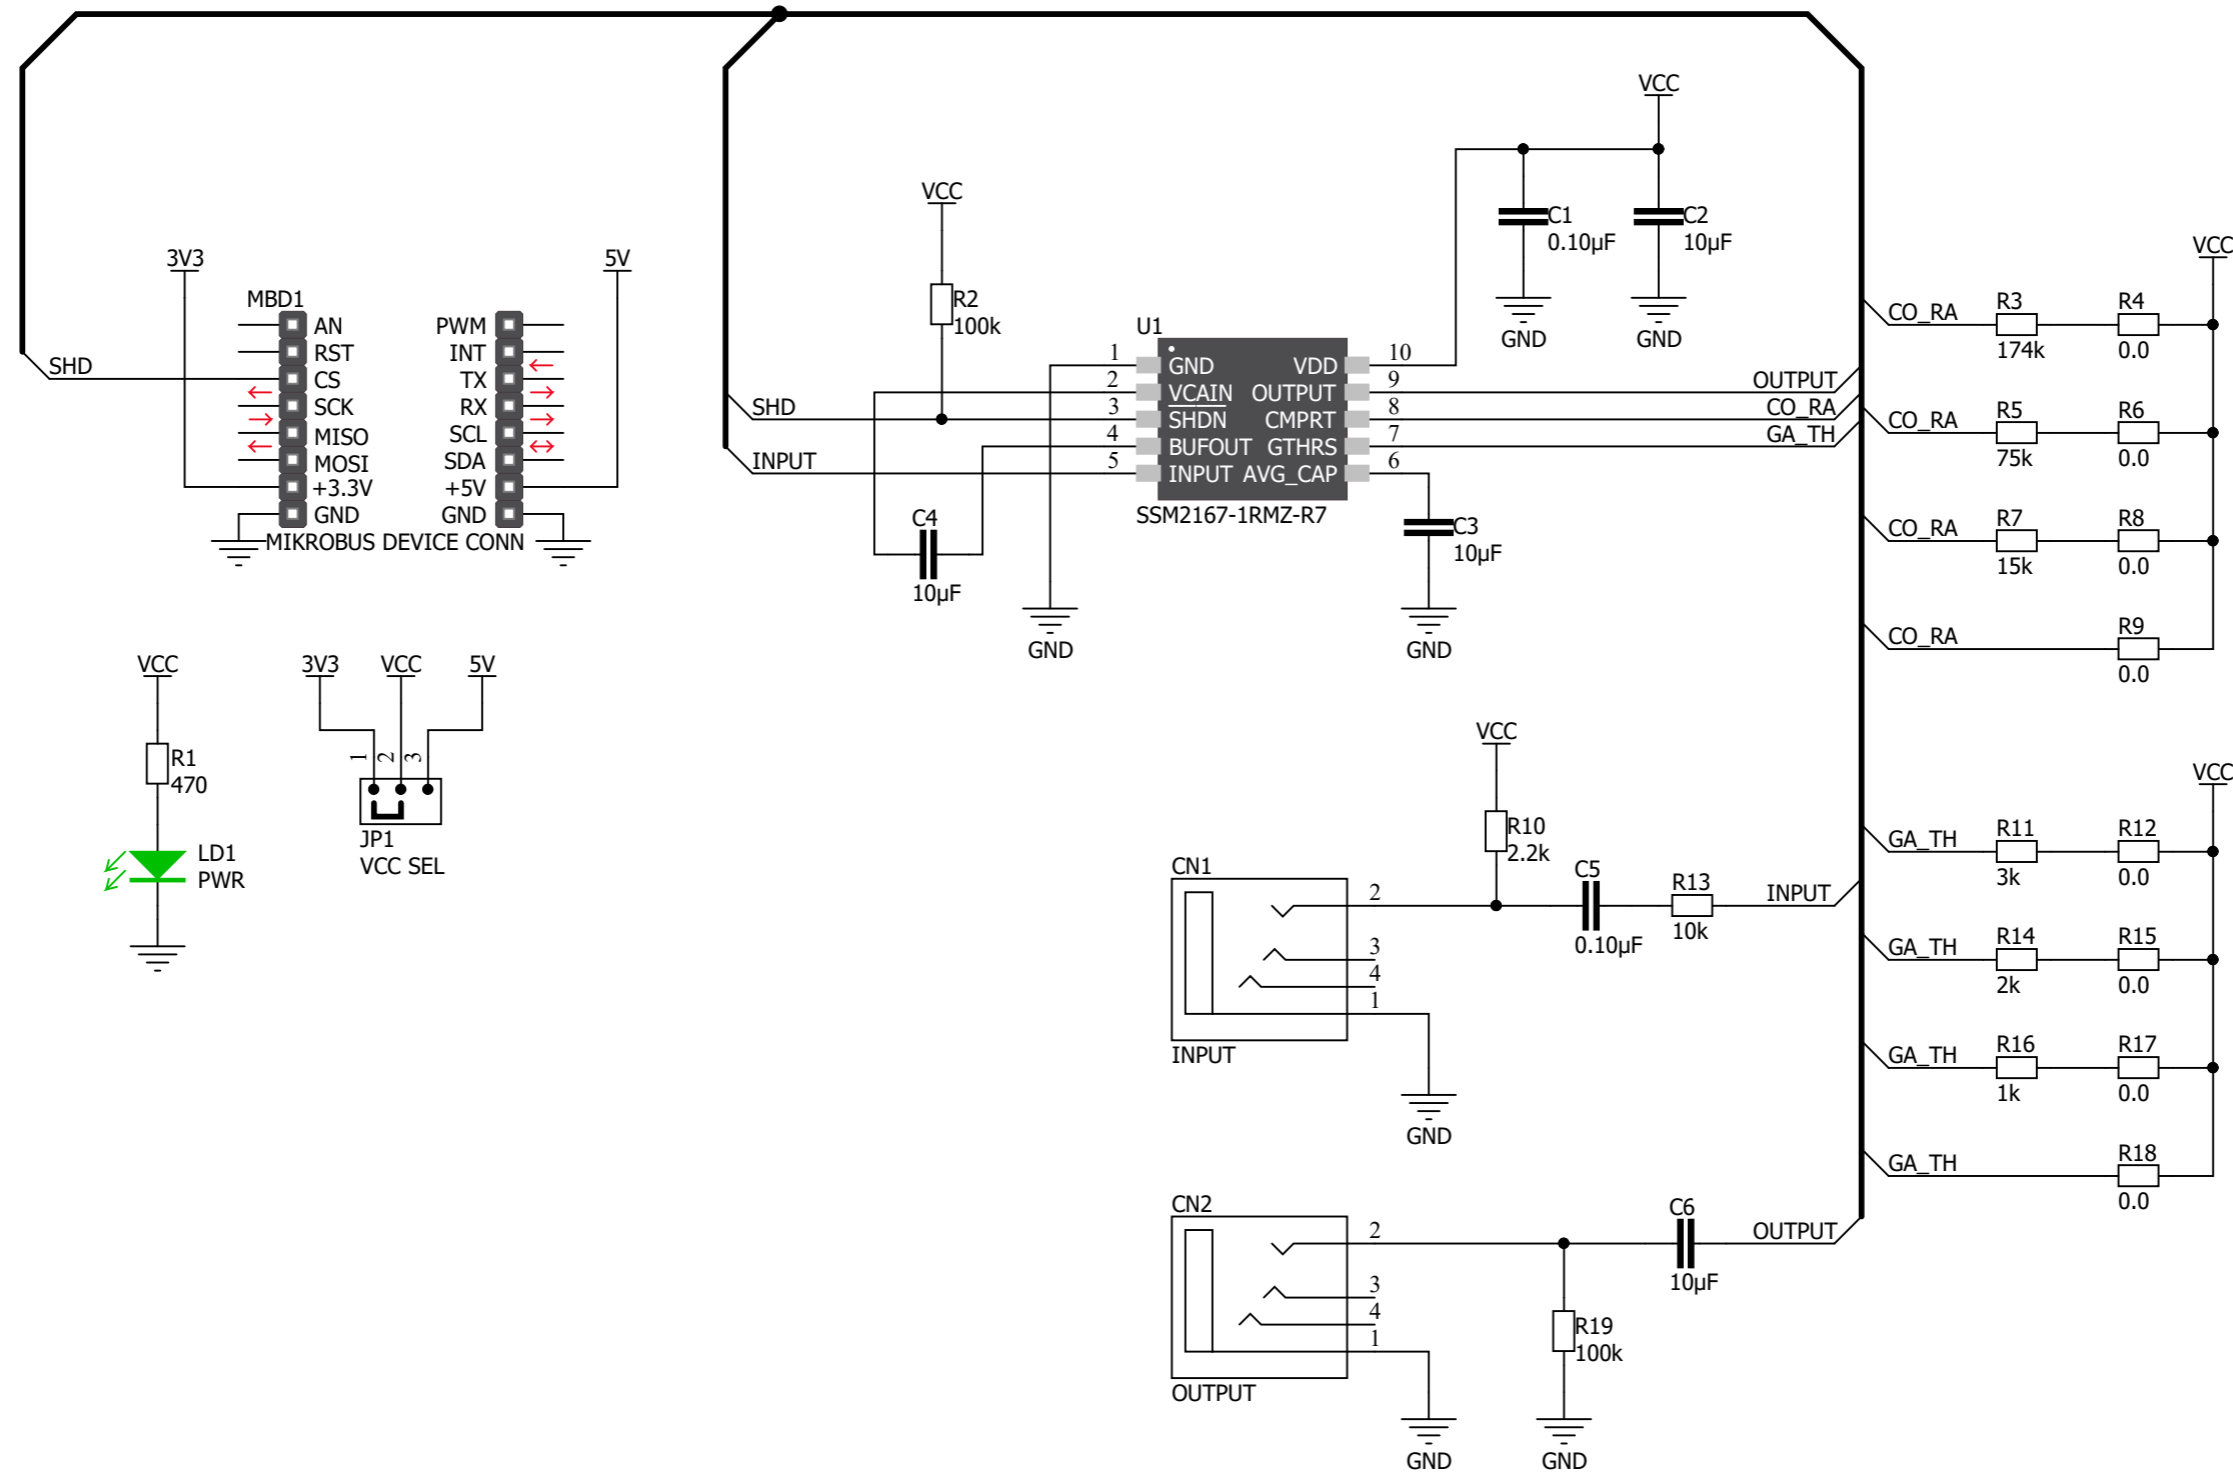 3V3
5V
MBD1
AN
RST
CS
SCK
MISO
MOSI
+3.3V
GND
PWM
INT
TX
RX
SCL
SDA
+5V
GND
SHD
MIKROBUS DEVICE CONN
VCC
R1
470
LD1
PWR
3V3
VCC
5V
1
2
3
JP1
VCC SEL
VCC
R2
100k
SHD
INPUT
C4
10µF
GND
U1
1
2
3
4
5
GND
VCAIN
SHDN
BUFOUT
INPUT
VDD
OUTPUT
CMPRT
GTHRS
AVG_CAP
10
9
8
7
6
SSM2167-1RMZ-R7
VCC
C1
0.10µF
GND
C2
10µF
GND
OUTPUT
CO_RA
GA_TH
C3
10µF
GND
VCC
CO_RA
R3
174k
R4
0.0
CO_RA
R5
75k
R6
0.0
CO_RA
R7
15k
R8
0.0
CO_RA
R9
0.0
VCC
R10
2.2k
CN1
2
3
4
1
INPUT
C5
0.10µF
R13
10k
INPUT
GND
VCC
GA_TH
R11
3k
R12
0.0
GA_TH
R14
2k
R15
0.0
GA_TH
R16
1k
R17
0.0
GA_TH
R18
0.0
CN2
2
3
4
1
OUTPUT
C6
10µF
OUTPUT
R19
100k
GND
GND